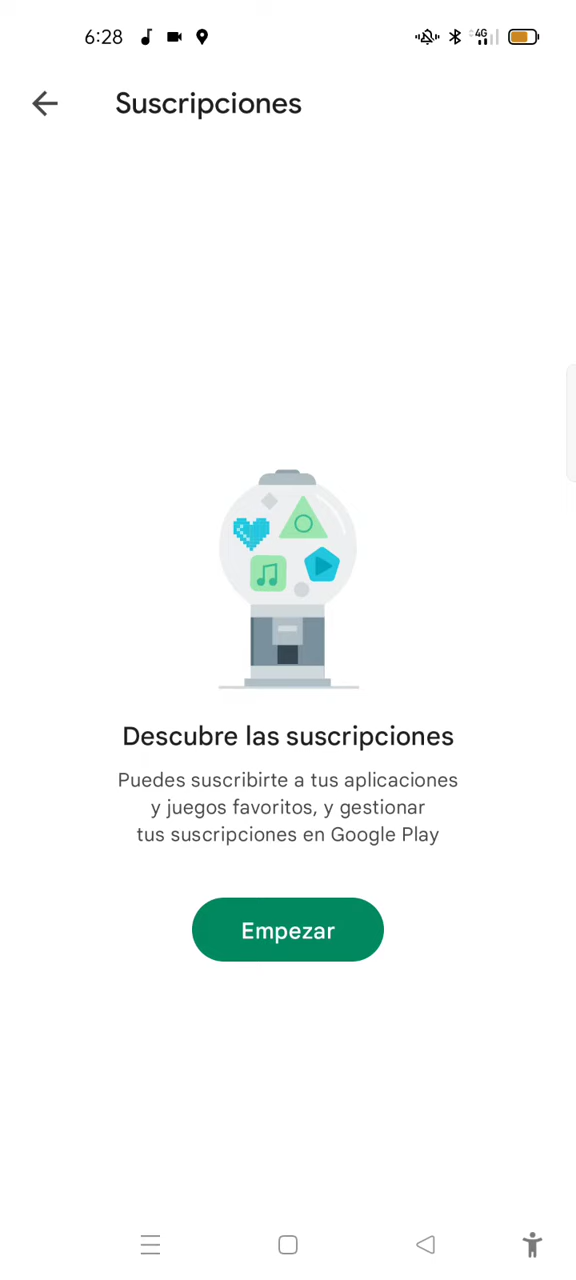 6:28
4G
Suscripciones
Descubre las suscripciones
Puedes suscribirte a tus aplicaciones
y juegos favoritos, y gestionar
tus suscripciones en Google Play
Empezar